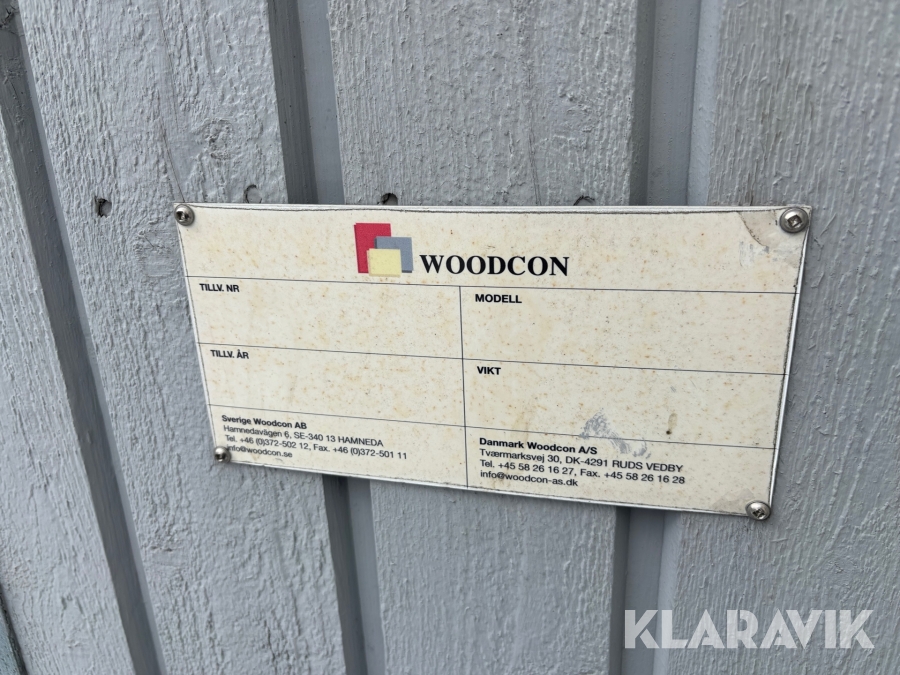 WOODCON
TILLV. NR
MODELL
TILLV. ÅR
VIKT
Sverige Woodcon AB
Hamnedavägen 6, SE-340 13 HAMNEDA
Tel. +46 (0)372-502 12, Fax. +46 (0)372-501 11
info@woodcon.se
Danmark Woodcon A/S
Tværmarksvej 30, DK-4291 RUDS VEDBY
Tel. +45 58 26 16 27, Fax. +45 58 26 16 28
info@woodcon-as.dk
KLARAVIK